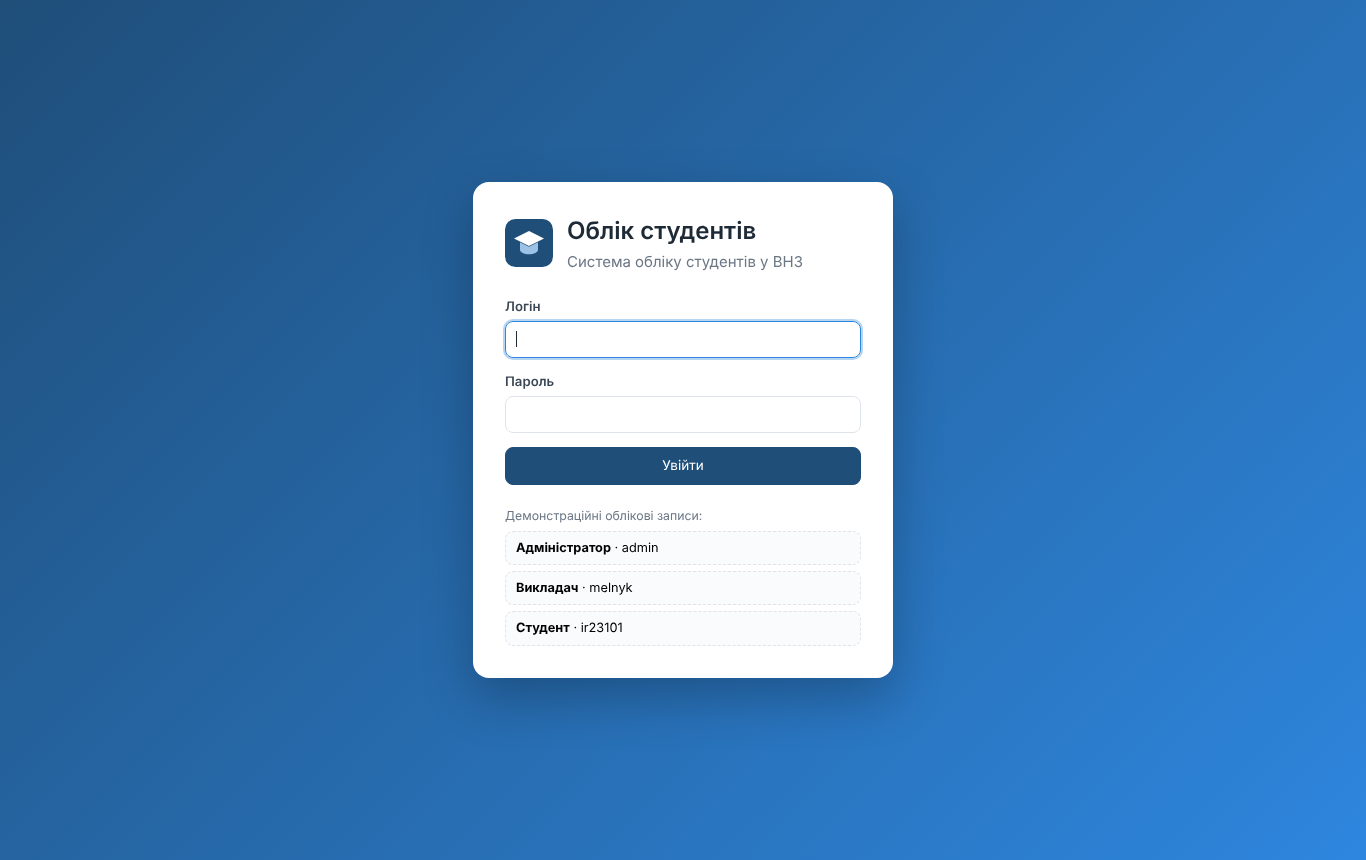 Облік студентів
Система обліку студентів у ВНЗ
Логін
Пароль
Увійти
Демонстраційні облікові записи:
Адміністратор · admin
Викладач · melnyk
Студент · ir23101